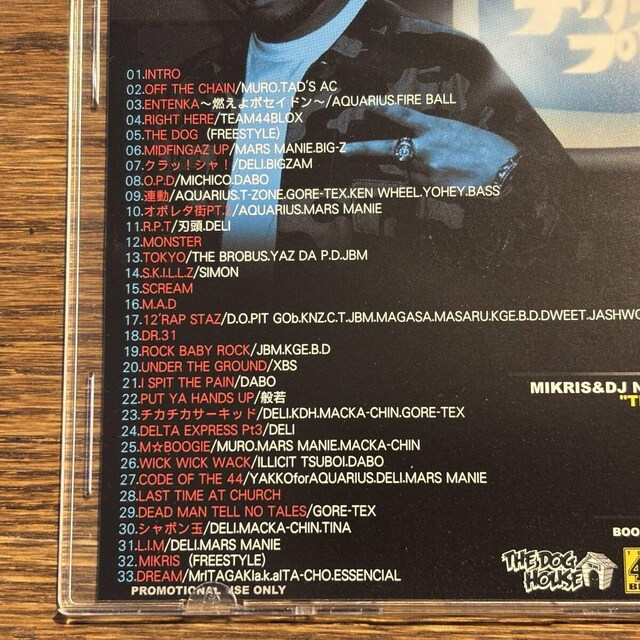 01.INTRO
02.OFF THE CHAIN/MURO.TAD'S AC
03.ENTENKA〜燃えよポセイドン〜/AQUARIUS.FIRE BALL
04.RIGHT HERE/TEAM44BLOX
05.THE DOG (FREESTYLE)
06.MIDFINGAZ UP/MARS MANIE.BIG-Z
07.クラッ!シャ!/DELI.BIGZAM
08.O.P.D/MICHICO.DABO
09.連動/AQUARIUS.T-ZONE.GORE-TEX.KEN WHEEL.YOHEY.BASS
10.オボレタ街PT./AQUARIUS.MARS MANIE
11.R.P.T/刃頭.DELI
12.MONSTER
13.TOKYO/THE BROBUS.YAZ DA P.D.JBM
14.S.K.I.L.L.Z/SIMON
15.SCREAM
16.M.A.D
17.12'RAP STAZ/D.O.PIT GOb.KNZ.C.T.JBM.MAGASA.MASARU.KGE.B.D.DWEET.JASHWO
18.DR.31
19.ROCK BABY ROCK/JBM.KGE.B.D
20.UNDER THE GROUND/XBS
21.I SPIT THE PAIN/DABO
22.PUT YA HANDS UP/般若
23.チカチカサーキッド/DELI.KDH.MACKA-CHIN.GORE-TEX
24.DELTA EXPRESS Pt3/DELI
25.M☆BOOGIE/MURO.MARS MANIE.MACKA-CHIN
26.WICK WICK WACK/ILLICIT TSUBOI.DABO
27.CODE OF THE 44/YAKKOforAQUARIUS.DELI.MARS MANIE
28.LAST TIME AT CHURCH
29.DEAD MAN TELL NO TALES/GORE-TEX
30.シャボン玉/DELI.MACKA-CHIN.TINA
31.L.I.M/DELI.MARS MANIE
32.MIKRIS (FREESTYLE)
33.DREAM/MrITAGAKIa.k.aITA-CHO.ESSENCIAL
PROMOTIONAL USE ONLY
MIKRIS&DJ N
"T
BOO
THE DOG
HOUSE
4